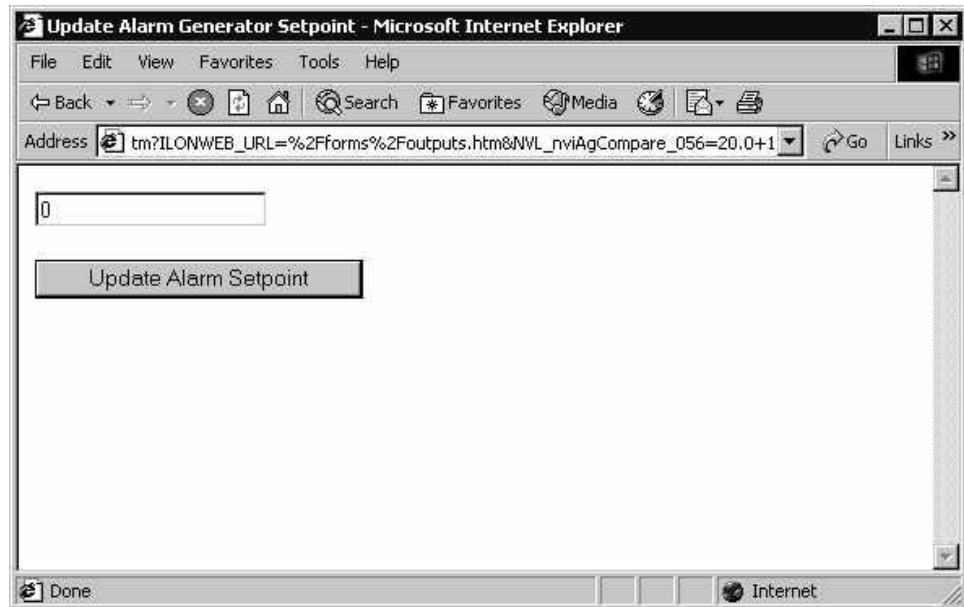 Update Alarm Generator Setpoint - Microsoft Internet Explorer
File Edit View Favorites Tools Help
Back Search Favorites Media
Address tm?ILONWEB_URL=%2Fforms%2Foutputs.htm&NVL_nviAgCompare_056=20.0+1 Go Links »
0
Update Alarm Setpoint
Done Internet